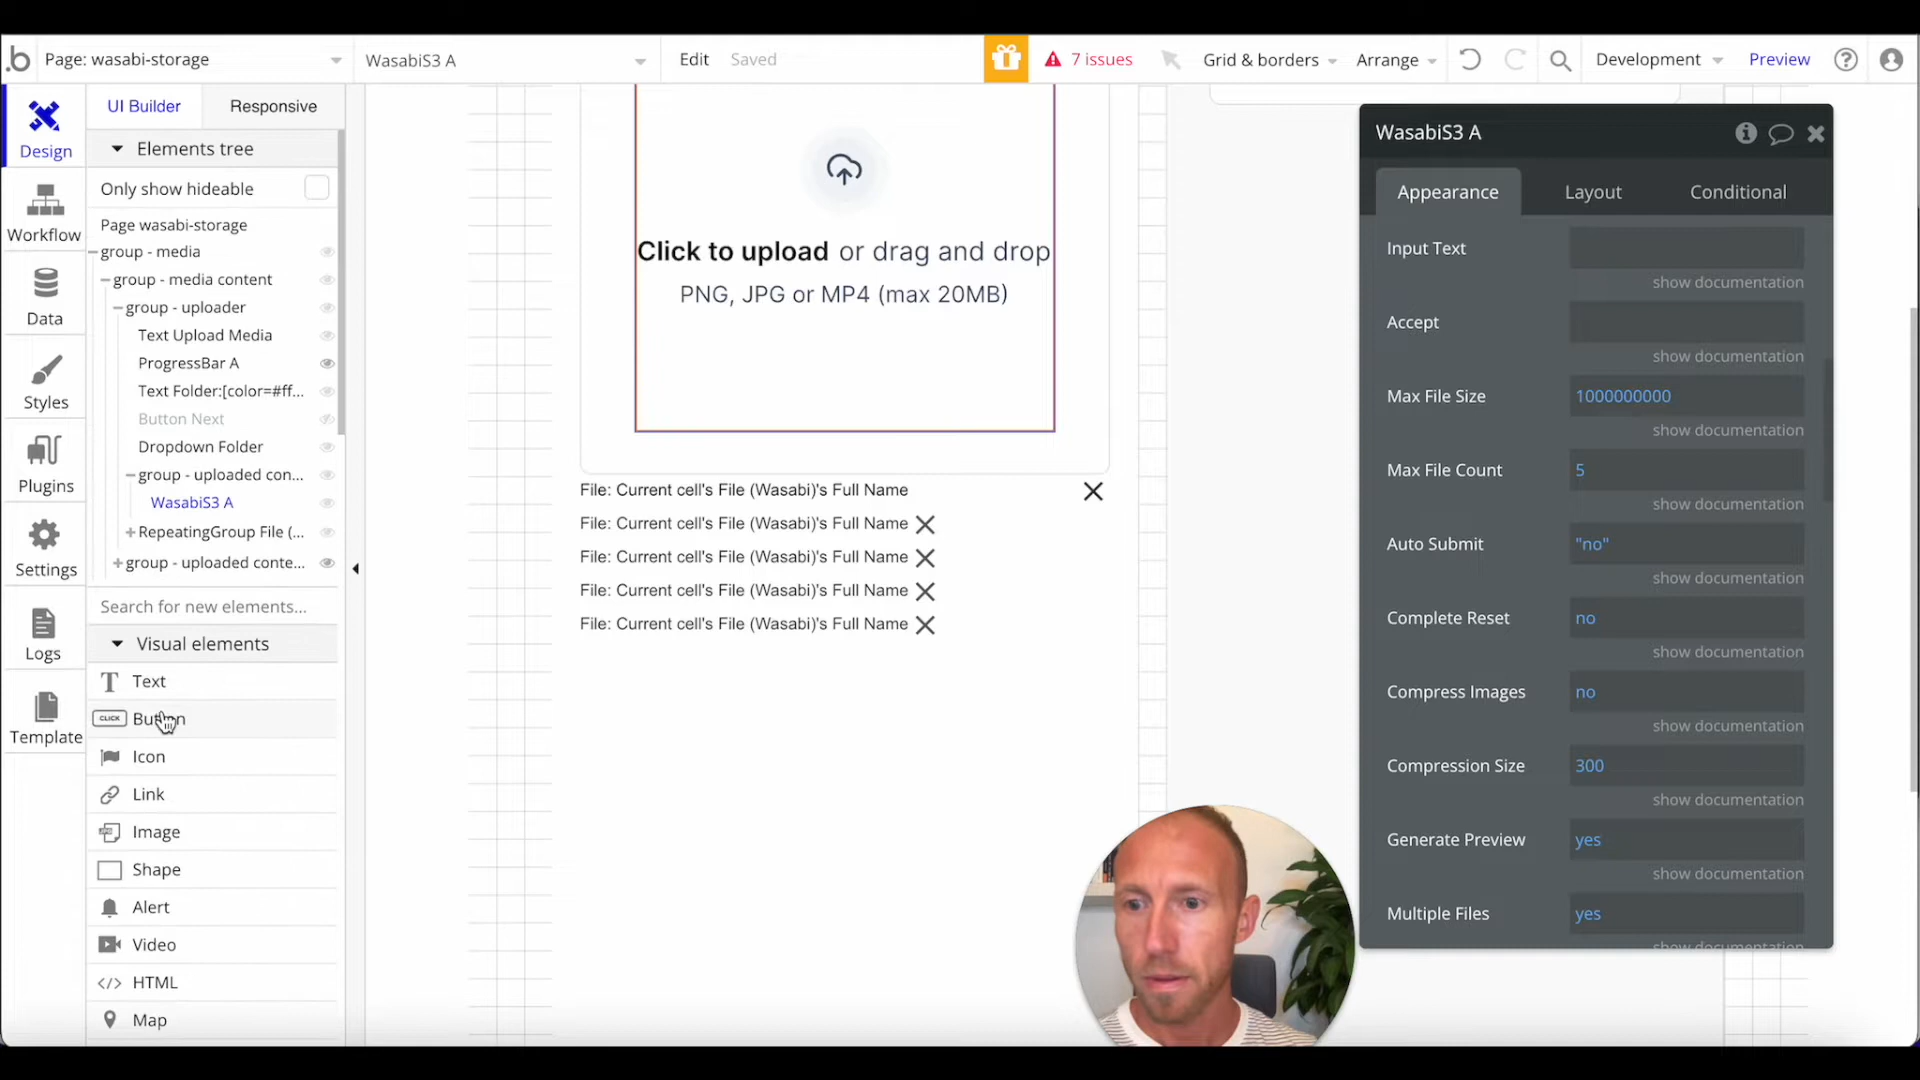 Page: wasabi-storage
WasabiS3 A
Edit
Saved
7 issues
Grid & borders
Arrange
Development
Preview
Design
Workflow
Data
Styles
Plugins
Settings
Logs
Template
UI Builder
Responsive
Elements tree
Only show hideable
Page wasabi-storage
group - media
group - media content
group - uploader
Text Upload Media
ProgressBar A
Text Folder:[color=#ff...
Button Next
Dropdown Folder
group - uploaded con...
WasabiS3 A
RepeatingGroup File (...
group - uploaded conte...
Search for new elements...
Visual elements
Text
CLICK
Button
Icon
Link
Image
Shape
Alert
Video
HTML
Map
Click to upload or drag and drop
PNG, JPG or MP4 (max 20MB)
File: Current cell's File (Wasabi)'s Full Name
File: Current cell's File (Wasabi)'s Full Name
File: Current cell's File (Wasabi)'s Full Name
File: Current cell's File (Wasabi)'s Full Name
File: Current cell's File (Wasabi)'s Full Name
WasabiS3 A
Appearance
Layout
Conditional
Input Text
show documentation
Accept
show documentation
Max File Size
1000000000
show documentation
Max File Count
5
show documentation
Auto Submit
"no"
show documentation
Complete Reset
no
show documentation
Compress Images
no
show documentation
Compression Size
300
show documentation
Generate Preview
yes
show documentation
Multiple Files
yes
show documentation